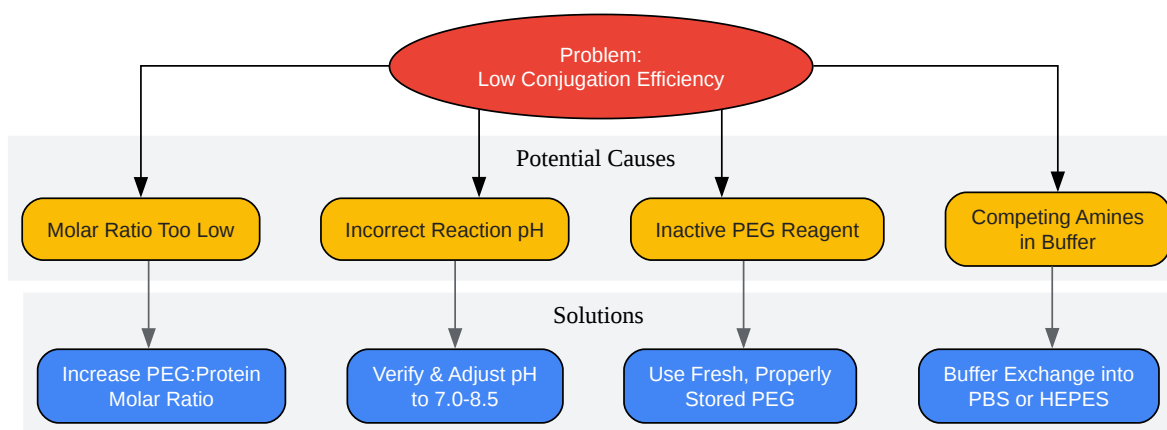 Problem:
Low Conjugation Efficiency
Potential Causes
Molar Ratio Too Low
Incorrect Reaction pH
Inactive PEG Reagent
Competing Amines
in Buffer
Solutions
Increase PEG:Protein
Molar Ratio
Verify & Adjust pH
to 7.0-8.5
Use Fresh, Properly
Stored PEG
Buffer Exchange into
PBS or HEPES